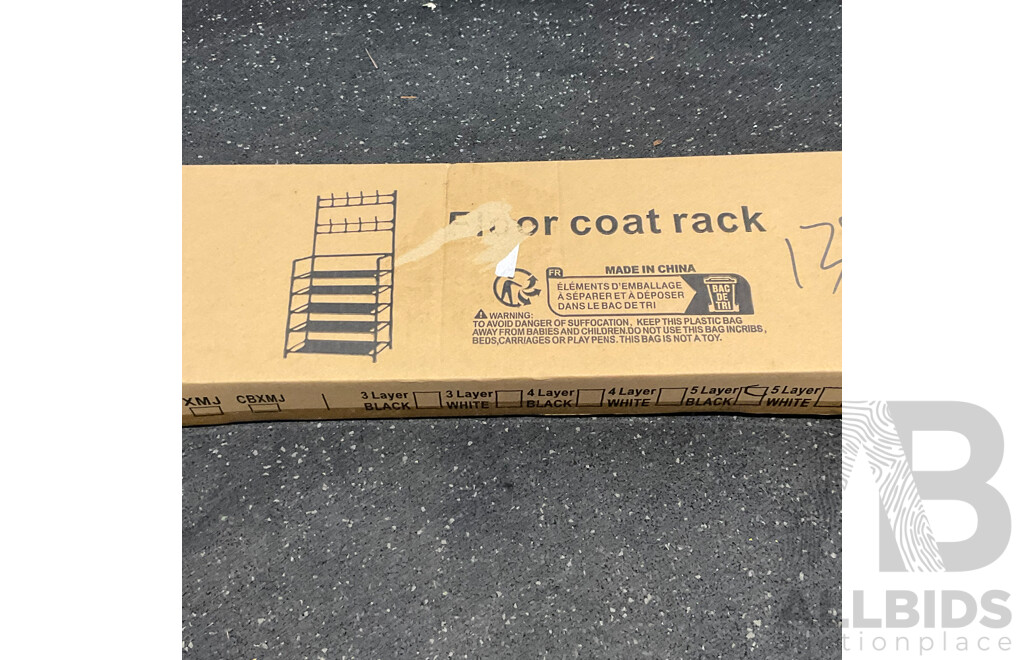 Floor coat rack
FR
MADE IN CHINA
ÉLÉMENTS D'EMBALLAGE
À SÉPARER ET À DÉPOSER
DANS LE BAC DE TRI
BAC
DE
TRI
WARNING:
TO AVOID DANGER OF SUFFOCATION, KEEP THIS PLASTIC BAG
AWAY FROM BABIES AND CHILDREN.DO NOT USE THIS BAG INCRIBS,
BEDS,CARRIAGES OR PLAY PENS. THIS BAG IS NOT A TOY.
XMJ CBXMJ
3 Layer BLACK
3 Layer WHITE
4 Layer BLACK
4 Layer WHITE
5 Layer BLACK
5 Layer WHITE
AB
ALLBIDS
auctionplace